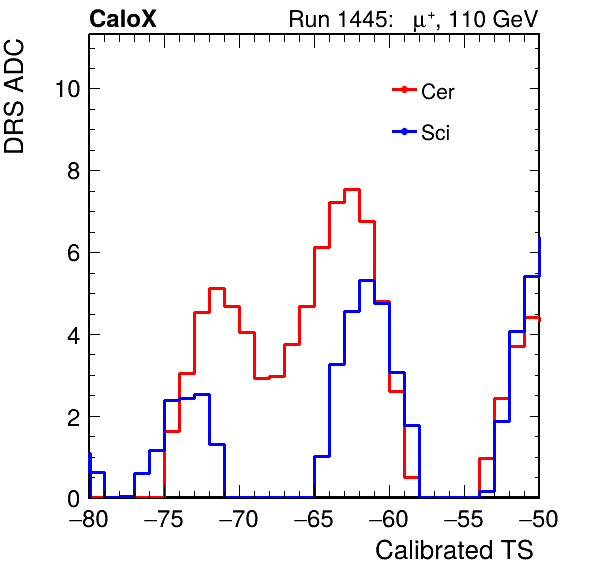 CaloX Run 1445: μ⁺, 110 GeV
DRS ADC
10
8
6
4
2
0
Cer
Sci
−80 −75 −70 −65 −60 −55 −50
Calibrated TS